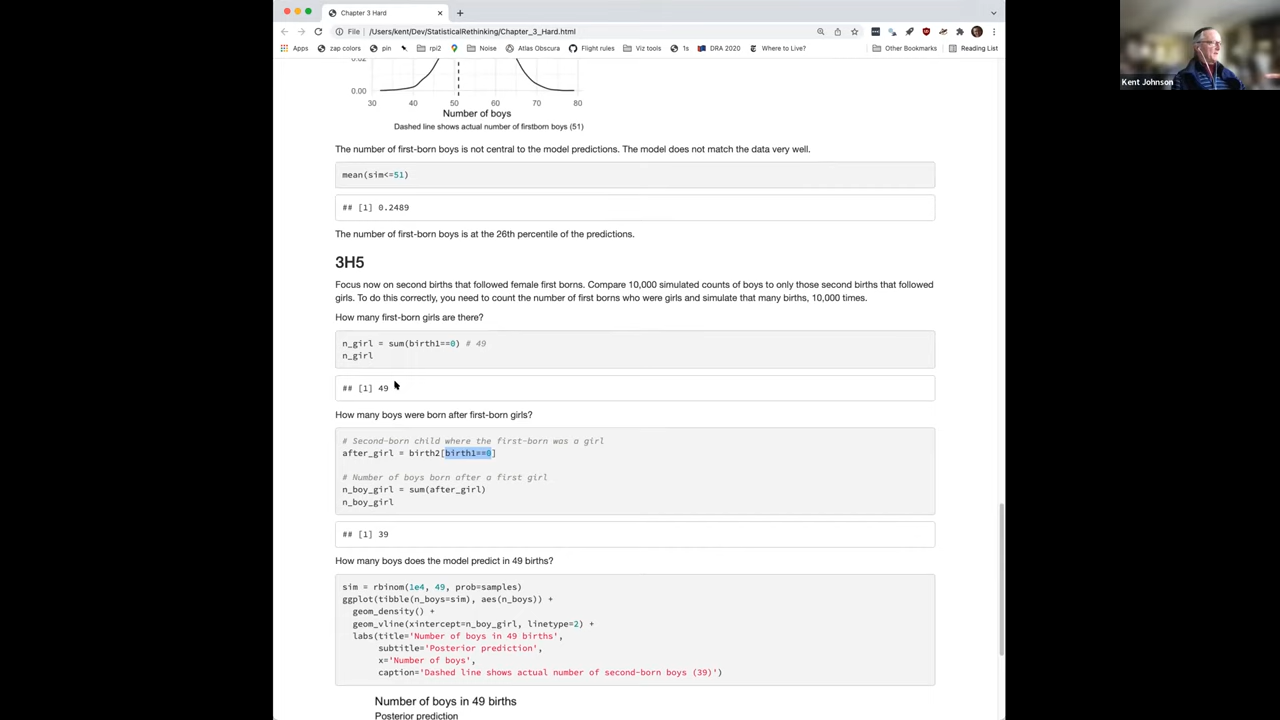 Chapter 3 Hard
File /Users/kent/Dev/StatisticalRethinking/Chapter_3_Hard.html
Apps zap colors pin rpi2 Noise Atlas Obscura Flight rules Viz tools 1s DRA 2020 Where to Live? Other Bookmarks Reading List
Kent Johnson
0.02
0.00
30 40 50 60 70 80
Number of boys
Dashed line shows actual number of firstborn boys (51)
The number of first-born boys is not central to the model predictions. The model does not match the data very well.
mean(sim<=51)
## [1] 0.2489
The number of first-born boys is at the 26th percentile of the predictions.
3H5
Focus now on second births that followed female first borns. Compare 10,000 simulated counts of boys to only those second births that followed
girls. To do this correctly, you need to count the number of first borns who were girls and simulate that many births, 10,000 times.
How many first-born girls are there?
n_girl = sum(birth1==0) # 49
n_girl
## [1] 49
How many boys were born after first-born girls?
# Second-born child where the first-born was a girl
after_girl = birth2[birth1==0]
# Number of boys born after a first girl
n_boy_girl = sum(after_girl)
n_boy_girl
## [1] 39
How many boys does the model predict in 49 births?
sim = rbinom(1e4, 49, prob=samples)
ggplot(tibble(n_boys=sim), aes(n_boys)) +
geom_density() +
geom_vline(xintercept=n_boy_girl, linetype=2) +
labs(title='Number of boys in 49 births',
subtitle='Posterior prediction',
x='Number of boys',
caption='Dashed line shows actual number of second-born boys (39)')
Number of boys in 49 births
Posterior prediction